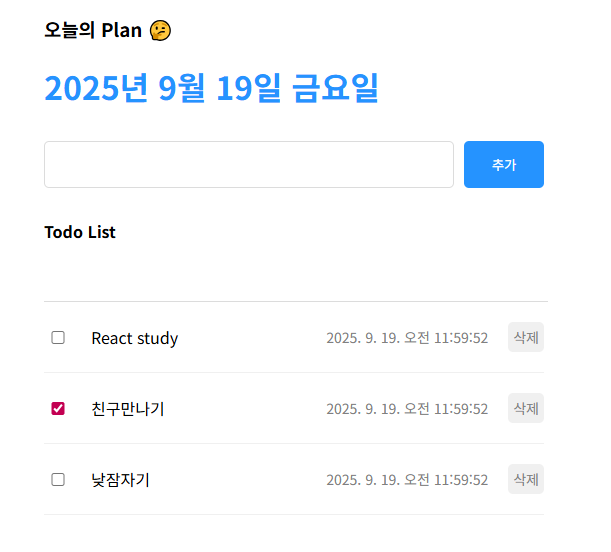 오늘의 Plan 🤔
2025년 9월 19일 금요일
추가
Todo List
React study 2025. 9. 19. 오전 11:59:52 삭제
친구만나기 2025. 9. 19. 오전 11:59:52 삭제
낮잠자기 2025. 9. 19. 오전 11:59:52 삭제